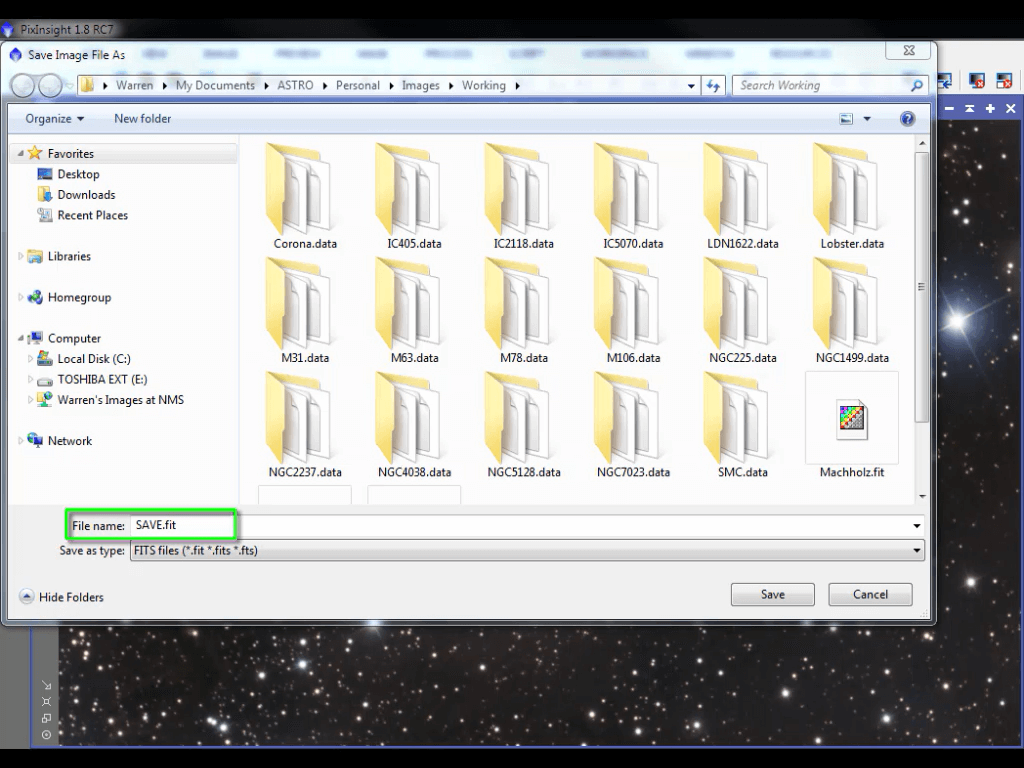 PixInsight 1.8 RC7
Save Image File As
Warren My Documents ASTRO Personal Images Working Search Working
Organize New folder
Favorites
Desktop
Downloads
Recent Places
Libraries
Homegroup
Computer
Local Disk (C:)
TOSHIBA EXT (E:)
Warren's Images at NMS
Network
Corona.data IC405.data IC2118.data IC5070.data LDN1622.data Lobster.data
M31.data M63.data M78.data M106.data NGC225.data NGC1499.data
NGC2237.data NGC4038.data NGC5128.data NGC7023.data SMC.data Machholz.fit
File name: SAVE.fit
Save as type: FITS files (*.fit *.fits *.fts)
Hide Folders Save Cancel